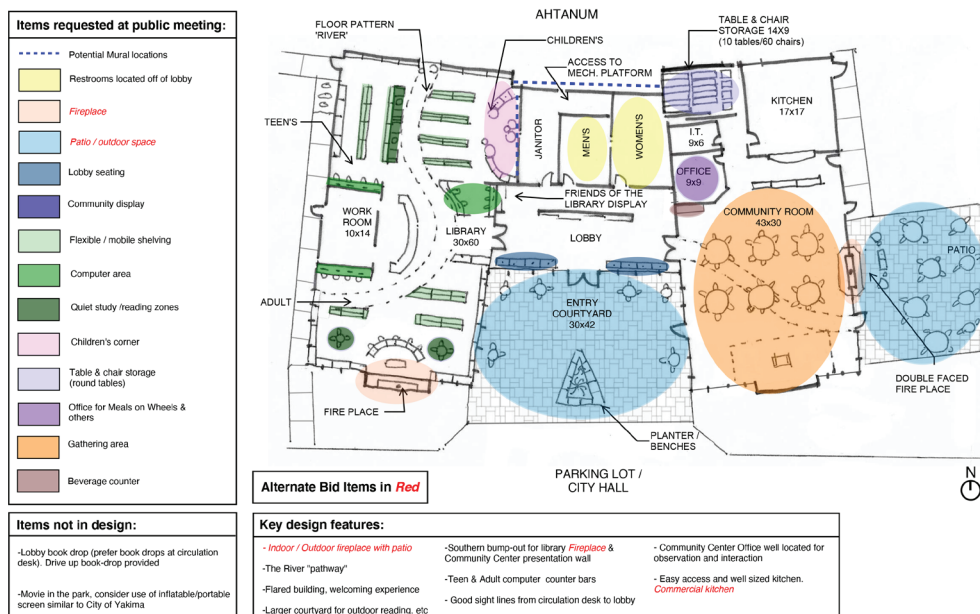 Items requested at public meeting:
Potential Mural locations
Restrooms located off of lobby
Fireplace
Patio / outdoor space
Lobby seating
Community display
Flexible / mobile shelving
Computer area
Quiet study /reading zones
Children's corner
Table & chair storage
(round tables)
Office for Meals on Wheels &
others
Gathering area
Beverage counter
AHTANUM
FLOOR PATTERN
'RIVER'
CHILDREN'S
ACCESS TO
MECH. PLATFORM
TABLE & CHAIR
STORAGE 14X9
(10 tables/60 chairs)
KITCHEN
17x17
TEEN'S
JANITOR
MEN'S
WOMEN'S
I.T.
9x6
OFFICE
9x9
FRIENDS OF THE
LIBRARY DISPLAY
WORK
ROOM
10x14
LIBRARY
30x60
LOBBY
COMMUNITY ROOM
43x30
PATIO
ADULT
ENTRY
COURTYARD
30x42
DOUBLE FACED
FIRE PLACE
FIRE PLACE
PLANTER /
BENCHES
PARKING LOT /
CITY HALL
N
Alternate Bid Items in Red
Items not in design:
-Lobby book drop (prefer book drops at circulation
desk). Drive up book-drop provided
-Movie in the park, consider use of inflatable/portable
screen similar to City of Yakima
Key design features:
- Indoor / Outdoor fireplace with patio
-The River "pathway"
-Flared building, welcoming experience
-Larger courtyard for outdoor reading, etc
-Southern bump-out for library Fireplace &
Community Center presentation wall
-Teen & Adult computer counter bars
- Good sight lines from circulation desk to lobby
- Community Center Office well located for
observation and interaction
- Easy access and well sized kitchen.
Commercial kitchen